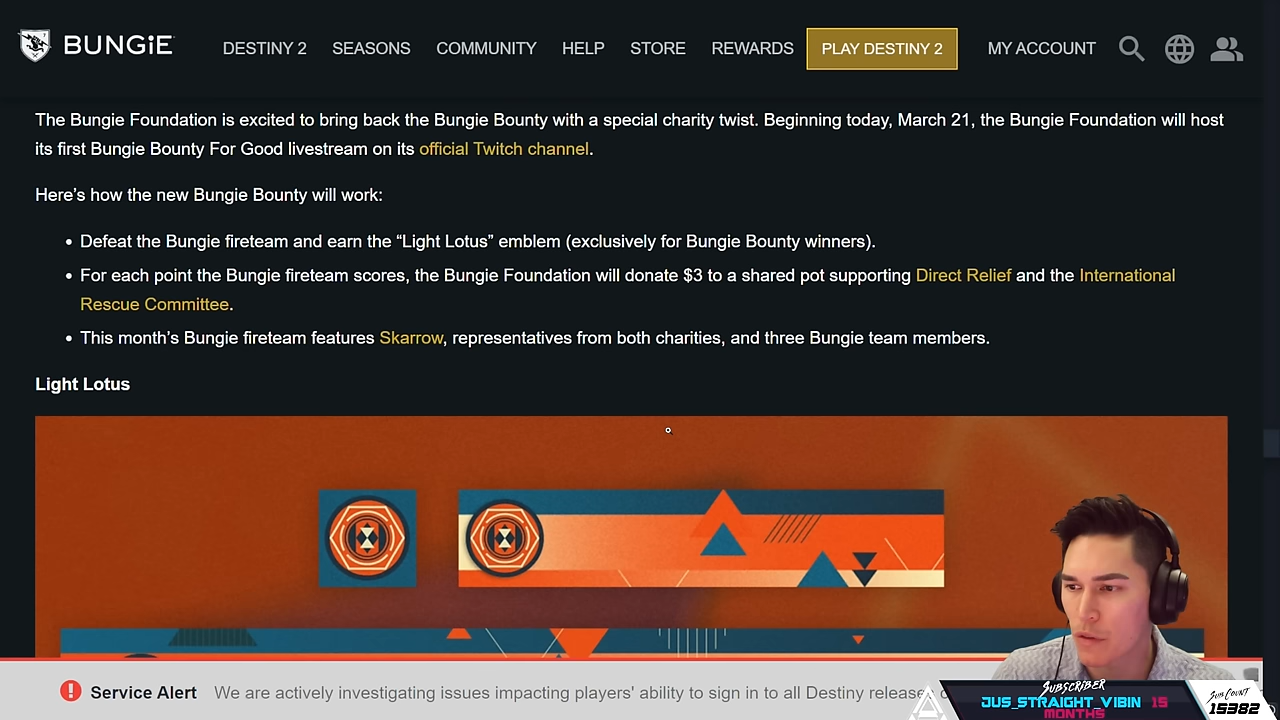 BUNGiE
DESTINY 2 SEASONS COMMUNITY HELP STORE REWARDS PLAY DESTINY 2 MY ACCOUNT
The Bungie Foundation is excited to bring back the Bungie Bounty with a special charity twist. Beginning today, March 21, the Bungie Foundation will host
its first Bungie Bounty For Good livestream on its official Twitch channel.
Here’s how the new Bungie Bounty will work:
• Defeat the Bungie fireteam and earn the “Light Lotus” emblem (exclusively for Bungie Bounty winners).
• For each point the Bungie fireteam scores, the Bungie Foundation will donate $3 to a shared pot supporting Direct Relief and the International
Rescue Committee.
• This month’s Bungie fireteam features Skarrow, representatives from both charities, and three Bungie team members.
Light Lotus
Service Alert We are actively investigating issues impacting players' ability to sign in to all Destiny release
SUBSCRIBER
JUS_STRAIGHT_VIBIN 15
MONTHS
SUB COUNT
15382